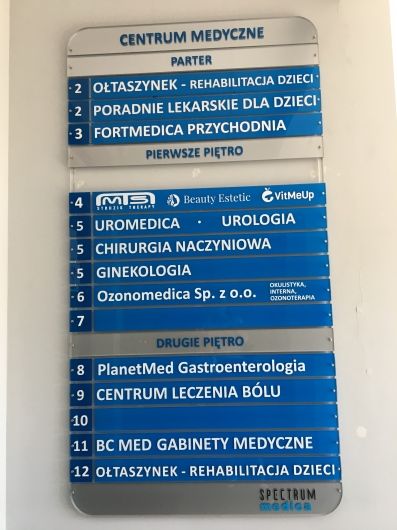 CENTRUM MEDYCZNE
PARTER
2 OŁTASZYNEK - REHABILITACJA DZIECI
2 PORADNIE LEKARSKIE DLA DZIECI
3 FORTMEDICA PRZYCHODNIA
PIERWSZE PIĘTRO
4 MTS STRUZIK THERAPY Beauty Estetic VitMeUp
5 UROMEDICA · UROLOGIA
5 CHIRURGIA NACZYNIOWA
5 GINEKOLOGIA
6 Ozonomedica Sp. z o.o. OKULISTYKA,
INTERNA,
OZONOTERAPIA
7
DRUGIE PIĘTRO
8 PlanetMed Gastroenterologia
9 CENTRUM LECZENIA BÓLU
10
11 BC MED GABINETY MEDYCZNE
12 OŁTASZYNEK - REHABILITACJA DZIECI
SPECTRUM
medica